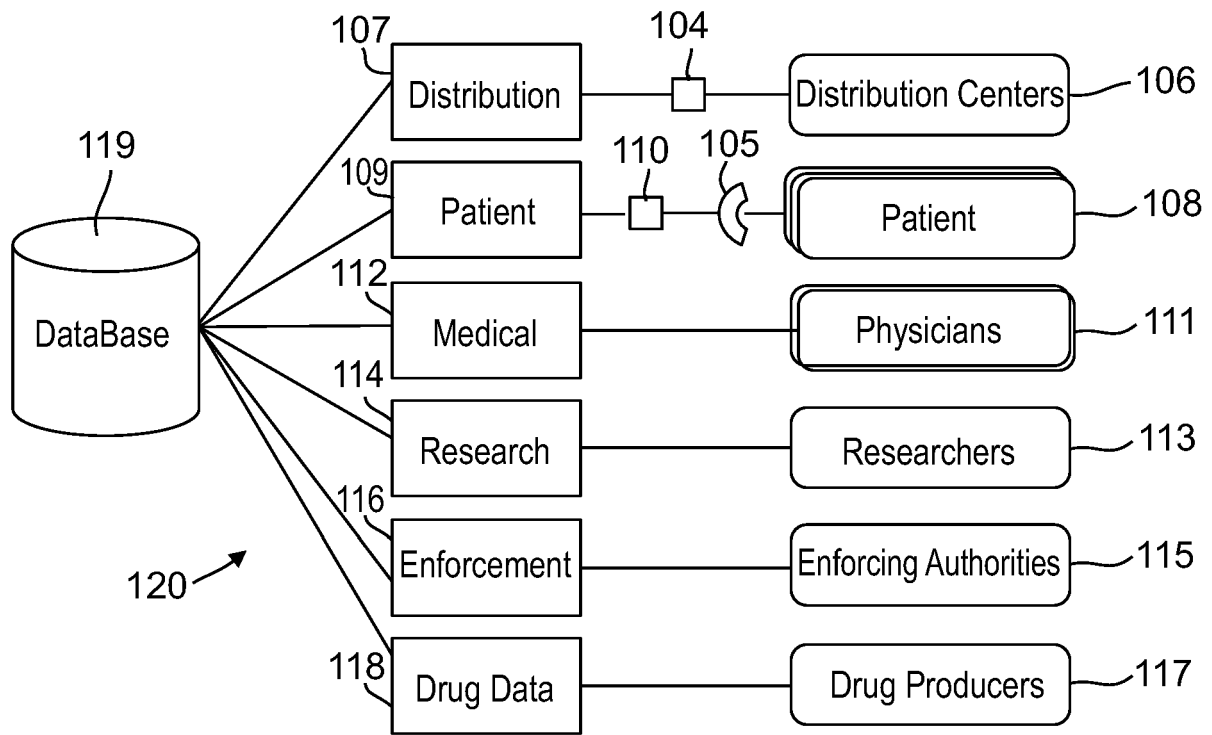 107
104
Distribution
Distribution Centers
106
119
109
110
105
Patient
Patient
108
DataBase
112
Medical
Physicians
111
114
Research
Researchers
113
116
Enforcement
Enforcing Authorities
115
120
118
Drug Data
Drug Producers
117